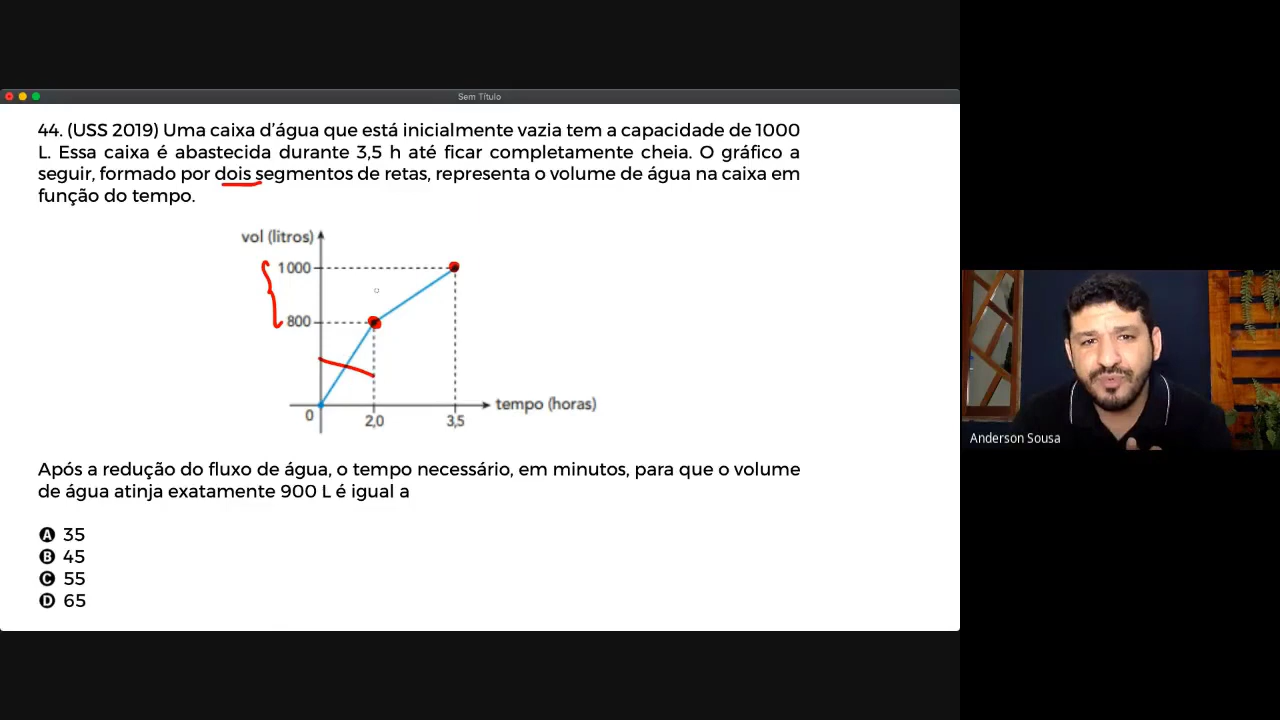 Sem Título
44. (USS 2019) Uma caixa d’água que está inicialmente vazia tem a capacidade de 1000
L. Essa caixa é abastecida durante 3,5 h até ficar completamente cheia. O gráfico a
seguir, formado por dois segmentos de retas, representa o volume de água na caixa em
função do tempo.
vol (litros)
1000
800
0
2,0
3,5
tempo (horas)
Após a redução do fluxo de água, o tempo necessário, em minutos, para que o volume
de água atinja exatamente 900 L é igual a
A 35
B 45
C 55
D 65
Anderson Sousa